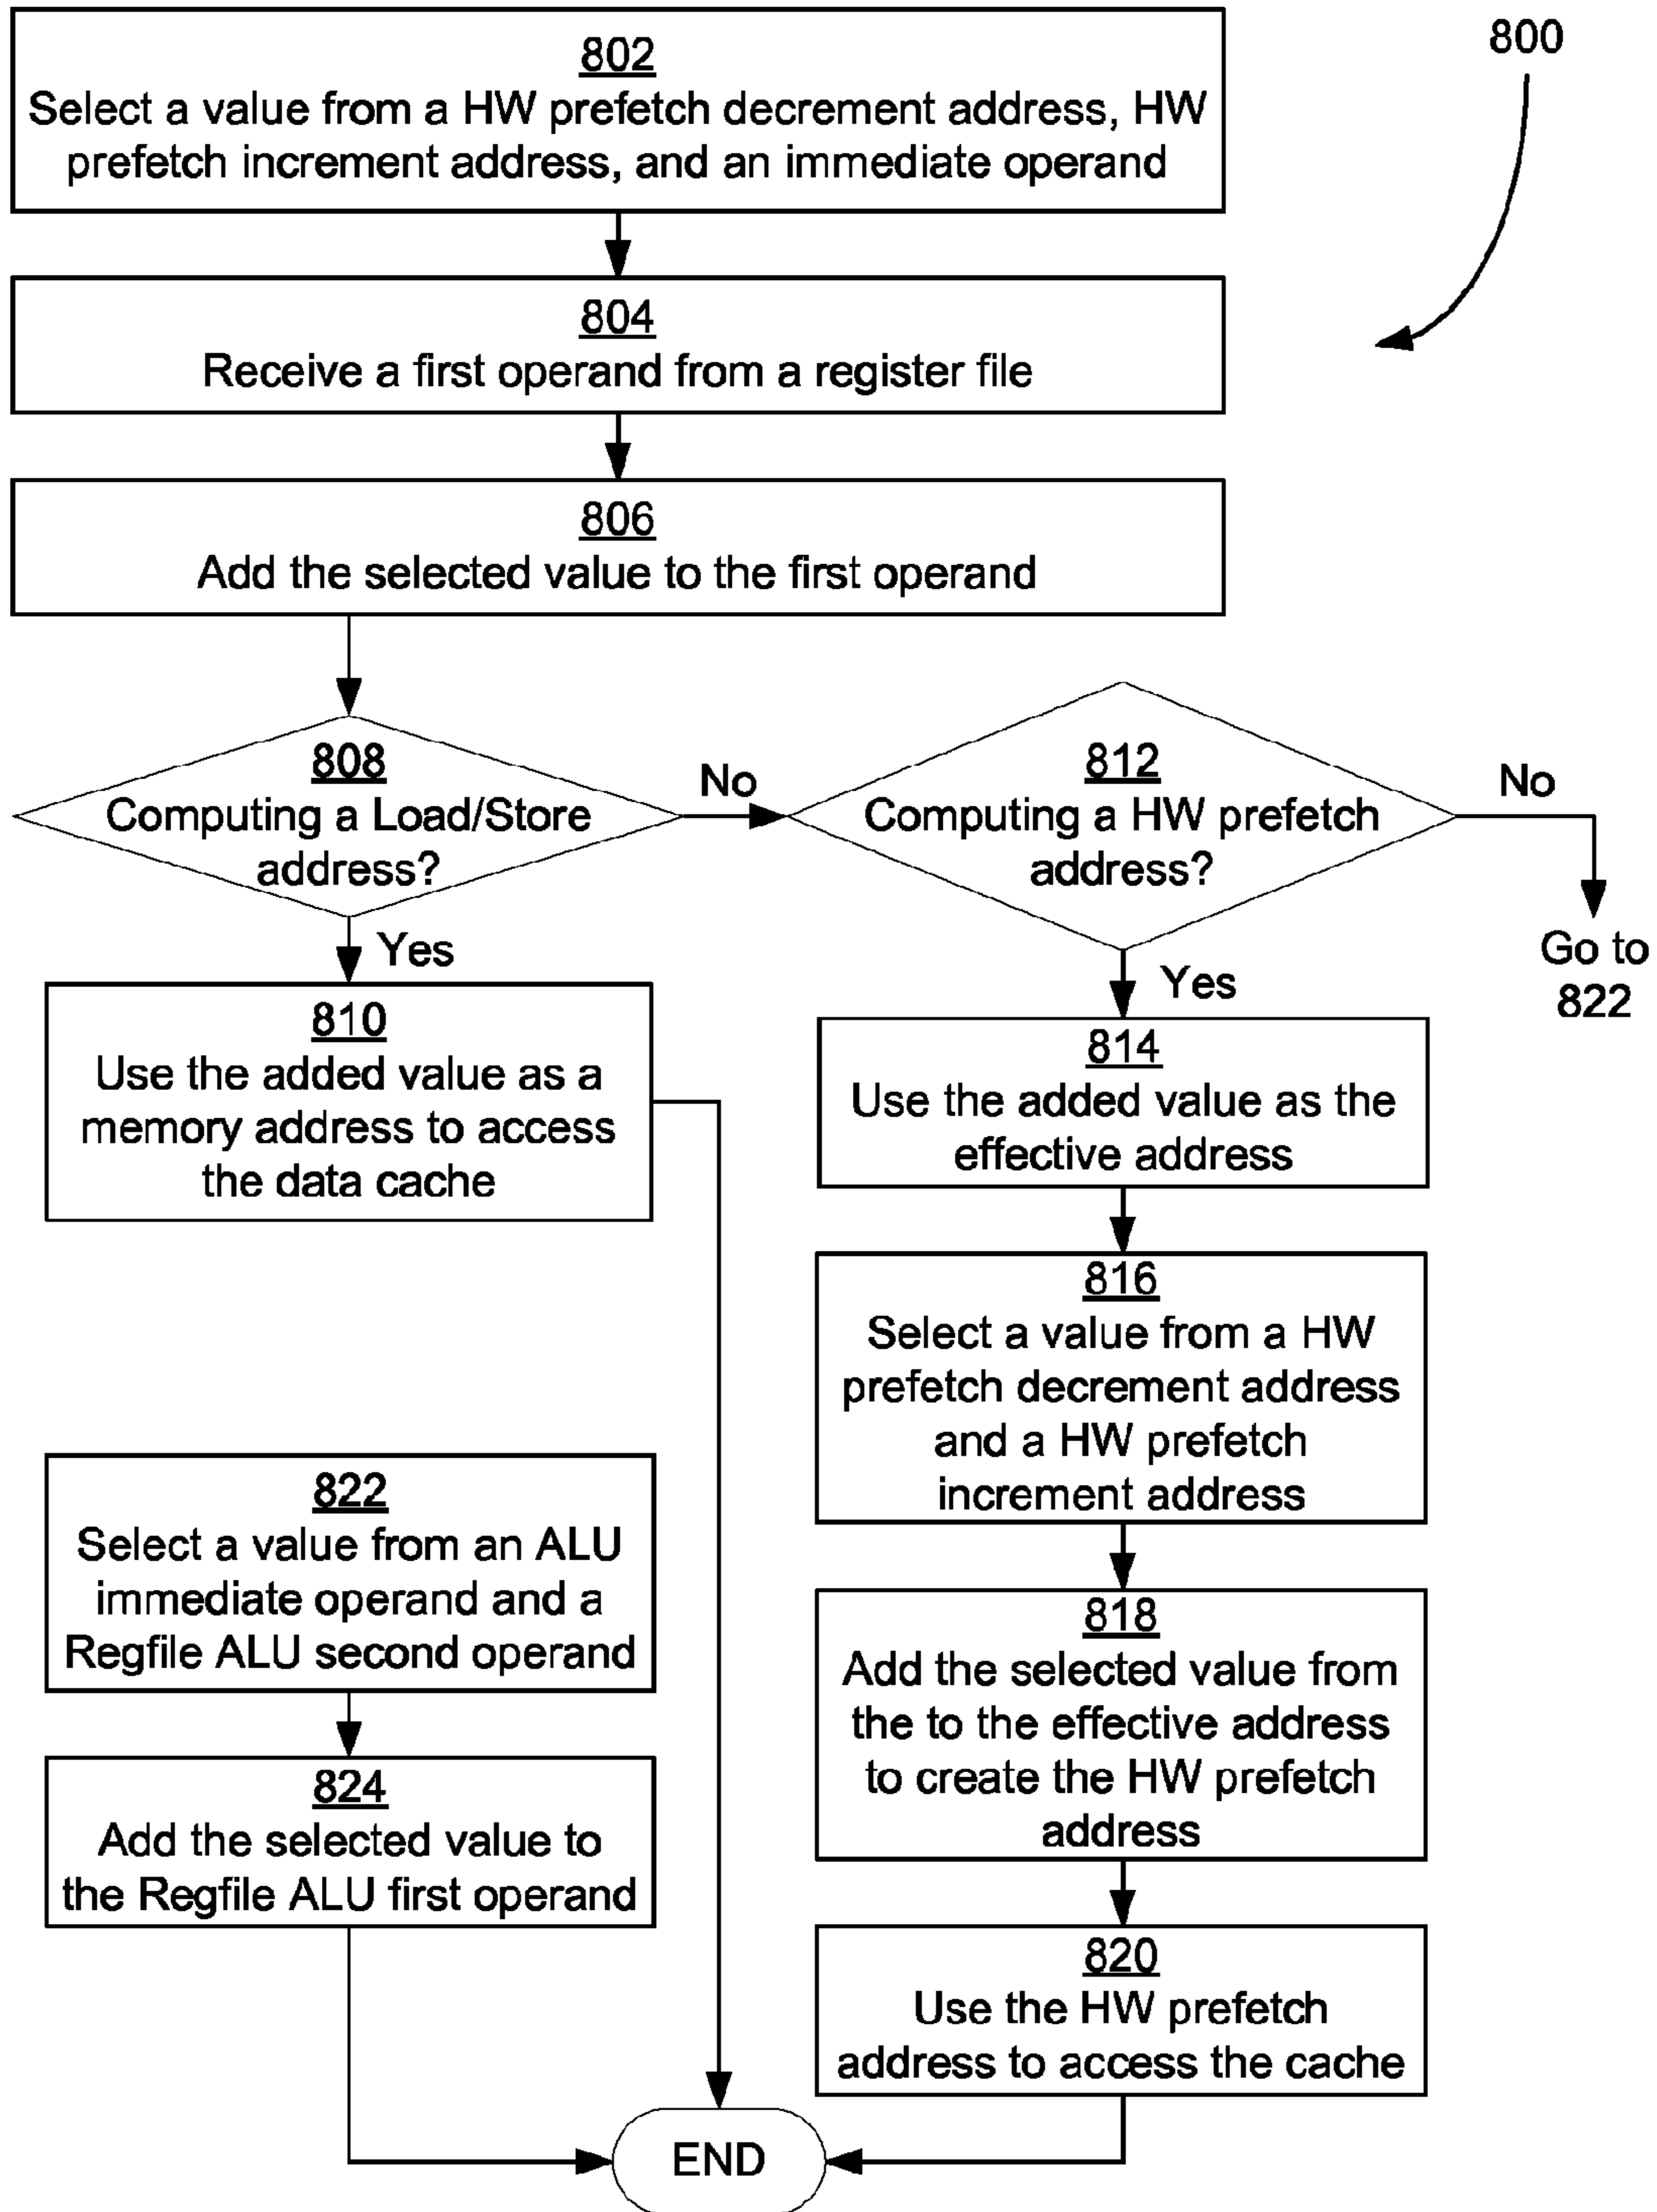 802
Select a value from a HW prefetch decrement address, HW
prefetch increment address, and an immediate operand
800
804
Receive a first operand from a register file
806
Add the selected value to the first operand
808
Computing a Load/Store
address?
No
812
Computing a HW prefetch
address?
No
Go to
822
Yes
810
Use the added value as a
memory address to access
the data cache
Yes
814
Use the added value as the
effective address
816
Select a value from a HW
prefetch decrement address
and a HW prefetch
increment address
818
Add the selected value from
the to the effective address
to create the HW prefetch
address
820
Use the HW prefetch
address to access the cache
822
Select a value from an ALU
immediate operand and a
Regfile ALU second operand
824
Add the selected value to
the Regfile ALU first operand
END